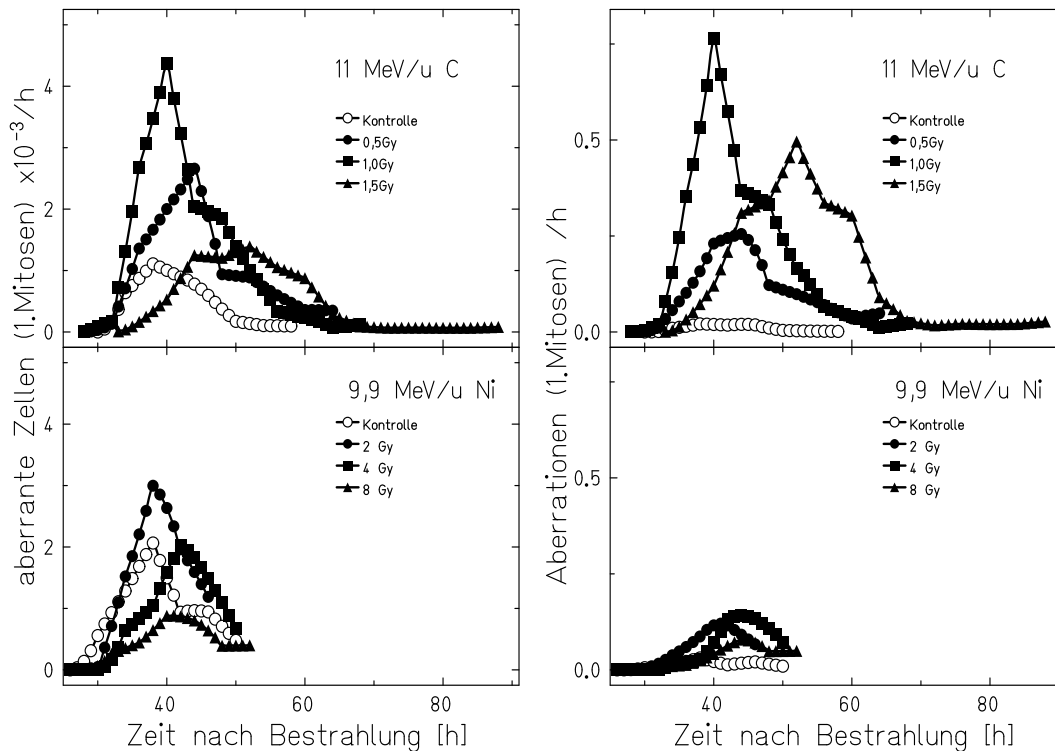 aberrante Zellen (1.Mitosen) x10⁻³/h
4
2
0
11 MeV/u C
Kontrolle
0,5Gy
1,0Gy
1,5Gy
4
2
0
9,9 MeV/u Ni
Kontrolle
2 Gy
4 Gy
8 Gy
40
60
80
Zeit nach Bestrahlung [h]
Aberrationen (1.Mitosen) /h
0.5
0.0
11 MeV/u C
Kontrolle
0,5Gy
1,0Gy
1,5Gy
0.5
0.0
9,9 MeV/u Ni
Kontrolle
2 Gy
4 Gy
8 Gy
40
60
80
Zeit nach Bestrahlung [h]